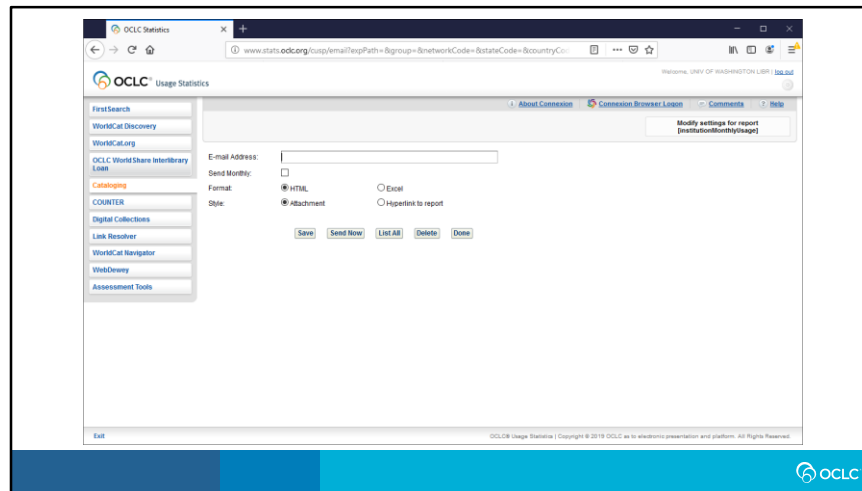 OCLC Statistics
www.stats.oclc.org/cusp/email?expPath=&group=&networkCode=&stateCode=&countryCo
OCLC® Usage Statistics
Welcome, UNIV OF WASHINGTON LIBR | log out
About Connexion
Connexion Browser Logon
Comments
? Help
Modify settings for report
[institutionMonthlyUsage]
FirstSearch
WorldCat Discovery
WorldCat.org
OCLC WorldShare Interlibrary
Loan
Cataloging
COUNTER
Digital Collections
Link Resolver
WorldCat Navigator
WebDewey
Assessment Tools
E-mail Address:
Send Monthly:
Format: HTML Excel
Style: Attachment Hyperlink to report
Save Send Now List All Delete Done
Exit
OCLC® Usage Statistics | Copyright © 2019 OCLC as to electronic presentation and platform. All Rights Reserved.
OCLC